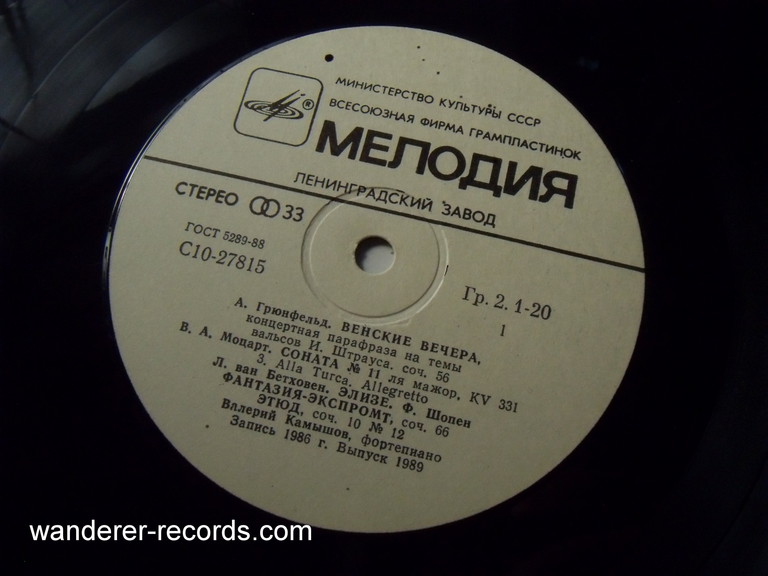 МИНИСТЕРСТВО КУЛЬТУРЫ СССР
ВСЕСОЮЗНАЯ ФИРМА ГРАМПЛАСТИНОК
®
МЕЛОДИЯ
ЛЕНИНГРАДСКИЙ ЗАВОД
СТЕРЕО 33
ГОСТ 5289-88
С10-27815
Гр. 2. 1-20
1
А. Грюнфельд. ВЕНСКИЕ ВЕЧЕРА,
концертная парафраза на темы
вальсов И. Штрауса. соч. 56
В. А. Моцарт. СОНАТА № 11 ля мажор, KV 331
3. Alla Turca. Allegretto
Л. ван Бетховен. ЭЛИЗЕ. Ф. Шопен
ФАНТАЗИЯ-ЭКСПРОМТ, соч. 66
ЭТЮД, соч. 10 № 12
Валерий Камышов, фортепиано
Запись 1986 г. Выпуск 1989
wanderer-records.com